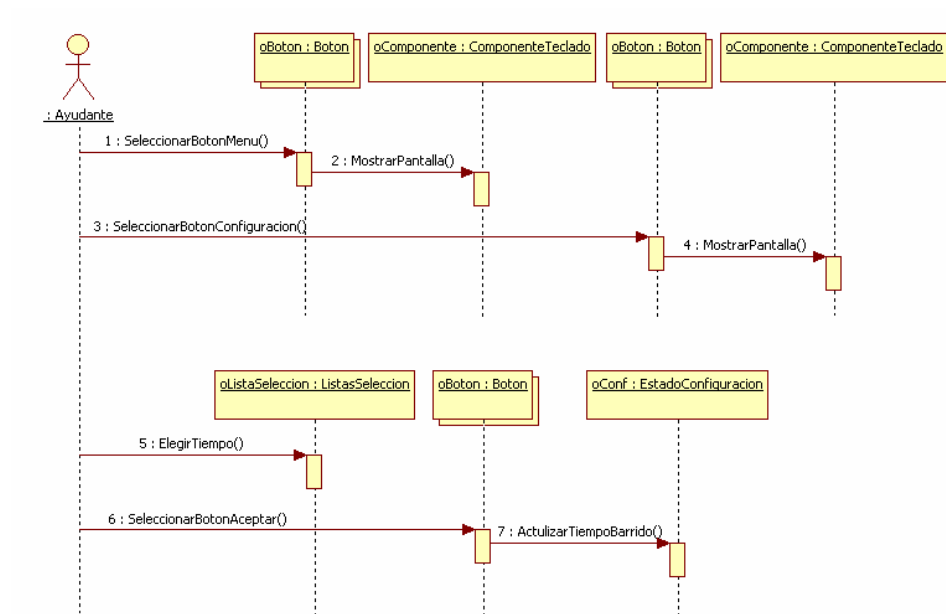 oBoton : Boton
oComponente : ComponenteTeclado
oBoton : Boton
oComponente : ComponenteTeclado
: Ayudante
1 : SeleccionarBotonMenu()
2 : MostrarPantalla()
3 : SeleccionarBotonConfiguracion()
4 : MostrarPantalla()
oListaSeleccion : ListasSeleccion
oBoton : Boton
oConf : EstadoConfiguracion
5 : ElegirTiempo()
6 : SeleccionarBotonAceptar()
7 : ActulizarTiempoBarrido()